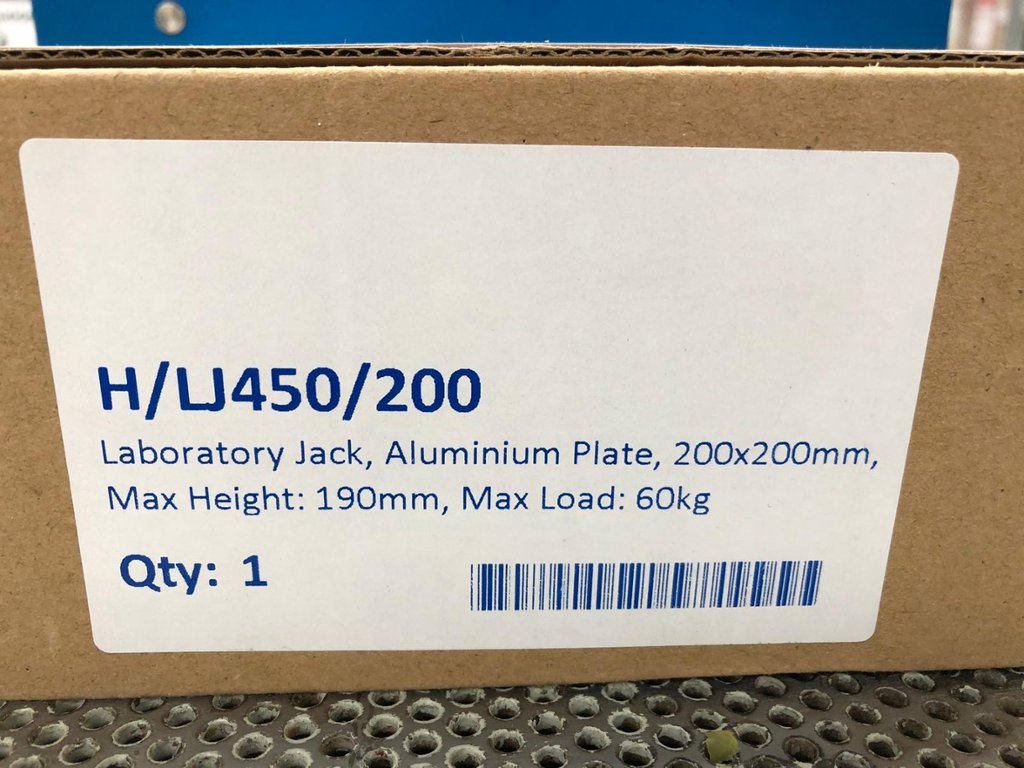 H/LJ450/200
Laboratory Jack, Aluminium Plate, 200x200mm,
Max Height: 190mm, Max Load: 60kg
Qty: 1